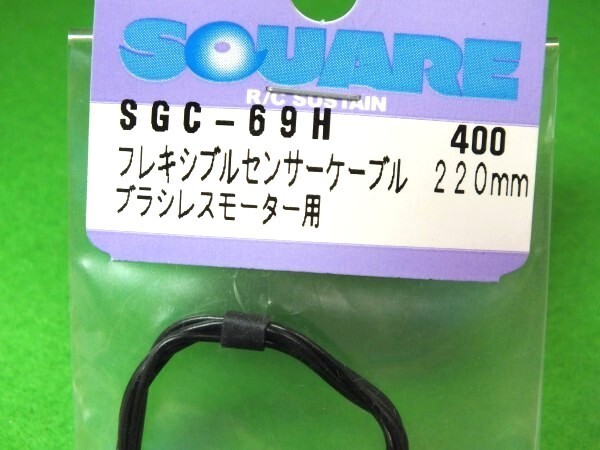 SQUARE
R/C SUSTAIN
SGC-69H 400
フレキシブルセンサーケーブル 220mm
ブラシレスモーター用